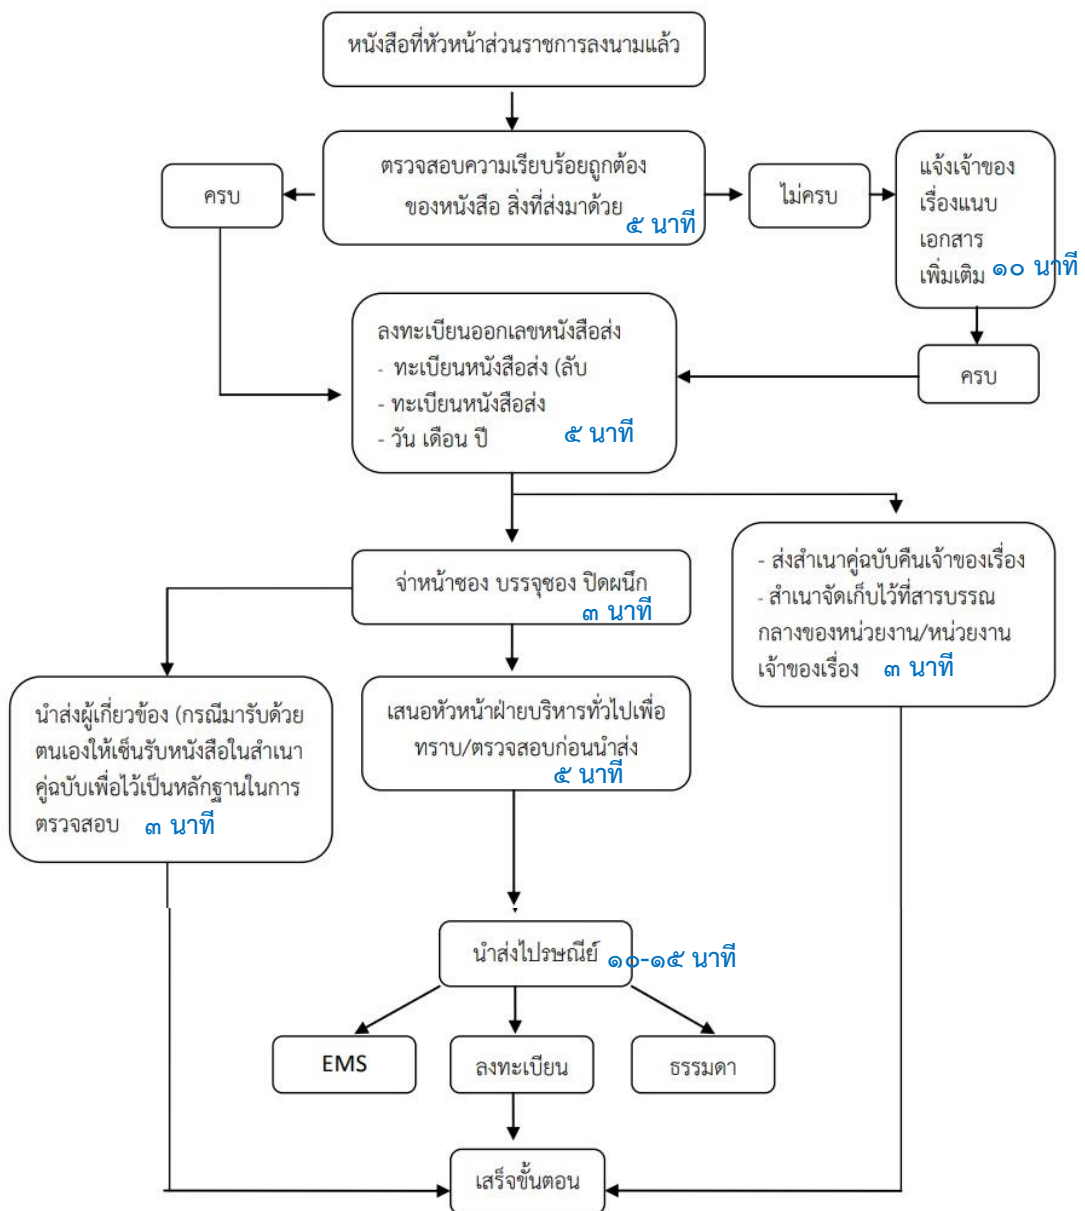 หนังสือที่หัวหน้าส่วนราชการลงนามแล้ว
ตรวจสอบความเรียบร้อยถูกต้อง
ของหนังสือ สิ่งที่ส่งมาด้วย
๕ นาที
ครบ
ไม่ครบ
แจ้งเจ้าของ
เรื่องแนบ
เอกสาร
เพิ่มเติม ๑๐ นาที
ครบ
ลงทะเบียนออกเลขหนังสือส่ง
- ทะเบียนหนังสือส่ง (ลับ
- ทะเบียนหนังสือส่ง
- วัน เดือน ปี ๕ นาที
จ่าหน้าซอง บรรจุซอง ปิดผนึก
๓ นาที
- ส่งสำเนาคู่ฉบับคืนเจ้าของเรื่อง
- สำเนาจัดเก็บไว้ที่สารบรรณ
กลางของหน่วยงาน/หน่วยงาน
เจ้าของเรื่อง ๓ นาที
นำส่งผู้เกี่ยวข้อง (กรณีมารับด้วย
ตนเองให้เซ็นรับหนังสือในสำเนา
คู่ฉบับเพื่อไว้เป็นหลักฐานในการ
ตรวจสอบ ๓ นาที
เสนอหัวหน้าฝ่ายบริหารทั่วไปเพื่อ
ทราบ/ตรวจสอบก่อนนำส่ง
๕ นาที
นำส่งไปรษณีย์ ๑๐-๑๕ นาที
EMS
ลงทะเบียน
ธรรมดา
เสร็จขั้นตอน